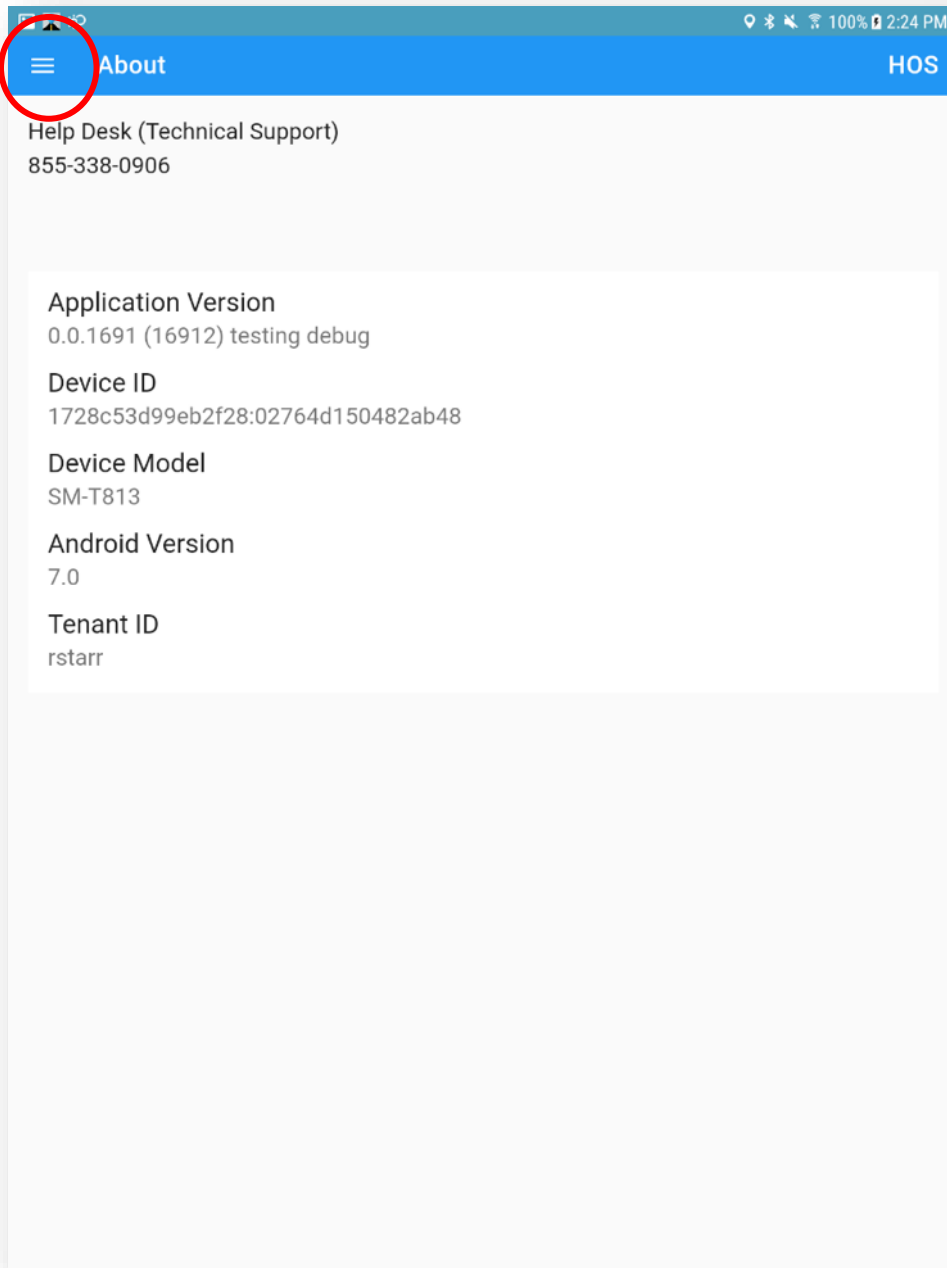 100% 2:24 PM
About HOS
Help Desk (Technical Support)
855-338-0906
Application Version
0.0.1691 (16912) testing debug
Device ID
1728c53d99eb2f28:02764d150482ab48
Device Model
SM-T813
Android Version
7.0
Tenant ID
rstarr